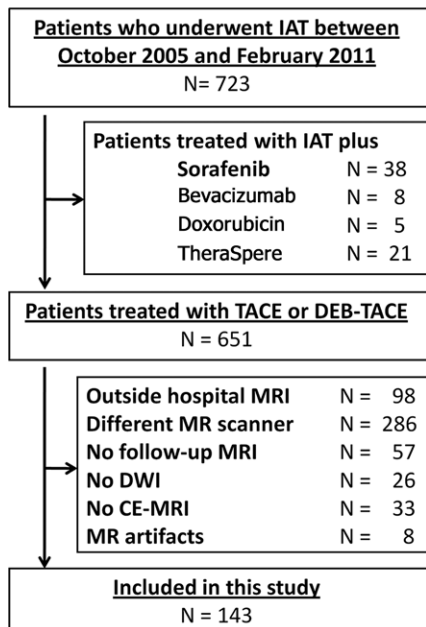 Patients who underwent IAT between
October 2005 and February 2011
N= 723
Patients treated with IAT plus
Sorafenib N = 38
Bevacizumab N = 8
Doxorubicin N = 5
TheraSpere N = 21
Patients treated with TACE or DEB-TACE
N = 651
Outside hospital MRI N = 98
Different MR scanner N = 286
No follow-up MRI N = 57
No DWI N = 26
No CE-MRI N = 33
MR artifacts N = 8
Included in this study
N = 143